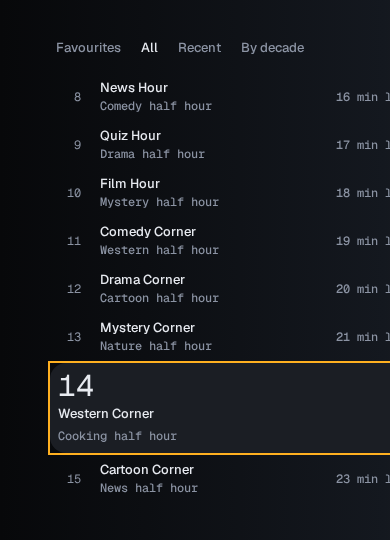 Favourites All Recent By decade
8 News Hour 16 min
Comedy half hour
9 Quiz Hour 17 min
Drama half hour
10 Film Hour 18 min
Mystery half hour
11 Comedy Corner 19 min
Western half hour
12 Drama Corner 20 min
Cartoon half hour
13 Mystery Corner 21 min
Nature half hour
14
Western Corner
Cooking half hour
15 Cartoon Corner 23 min
News half hour